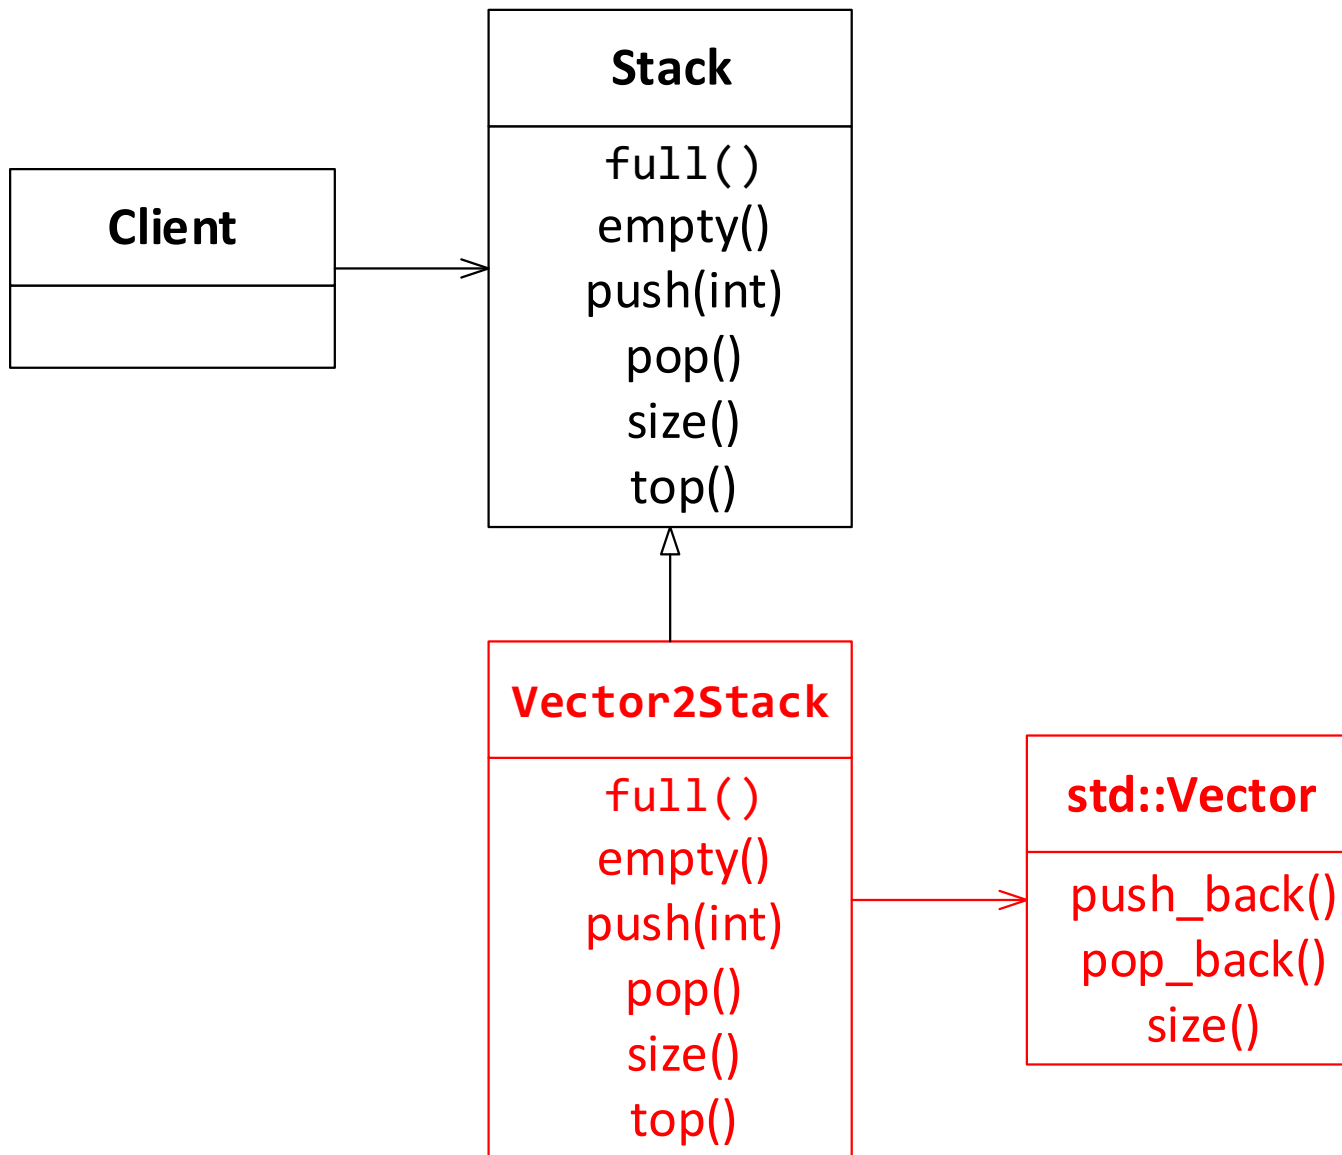 Stack
full()
empty()
push(int)
pop()
size()
top()
Client
Vector2Stack
full()
empty()
push(int)
pop()
size()
top()
std::Vector
push_back()
pop_back()
size()